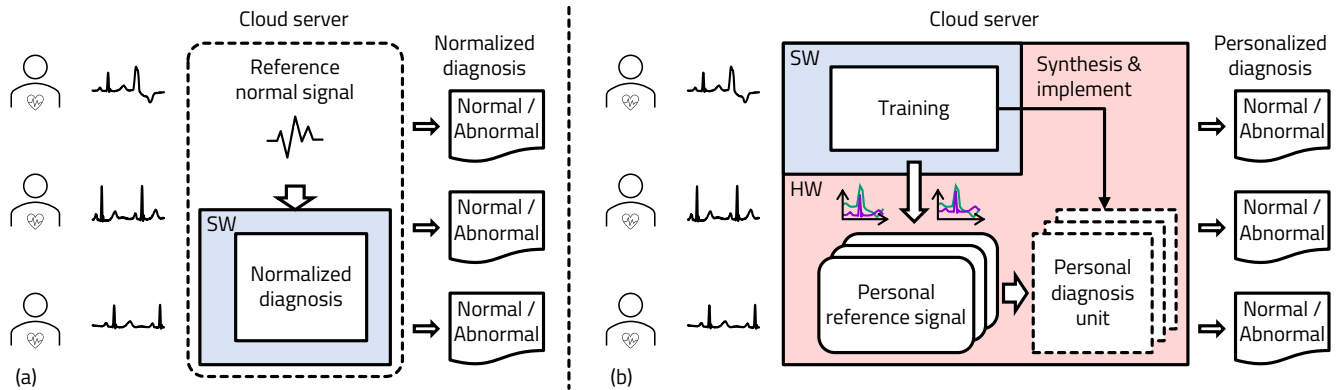 Cloud server
Reference
normal signal
SW
Normalized
diagnosis
Normalized
diagnosis
Normal /
Abnormal
Normal /
Abnormal
Normal /
Abnormal
(a)
Cloud server
SW
Training
Synthesis &
implement
HW
Personal
reference signal
Personal
diagnosis
unit
Personalized
diagnosis
Normal /
Abnormal
Normal /
Abnormal
Normal /
Abnormal
(b)